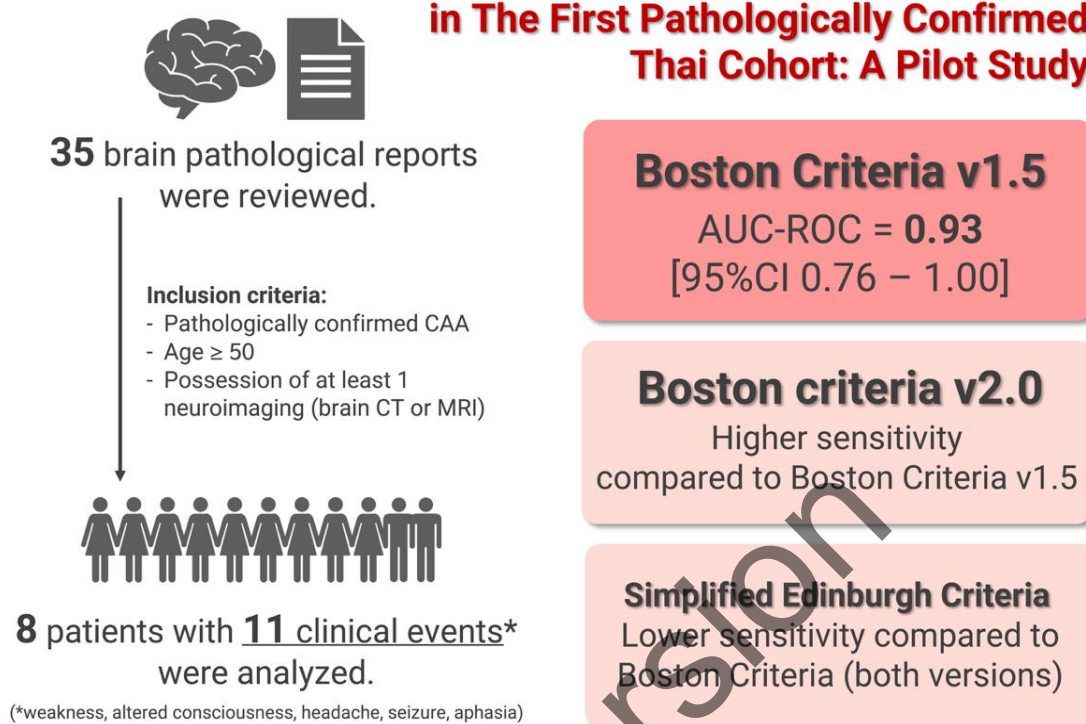 in The First Pathologically Confirmed
Thai Cohort: A Pilot Study
35 brain pathological reports
were reviewed.
Inclusion criteria:
- Pathologically confirmed CAA
- Age ≥ 50
- Possession of at least 1
neuroimaging (brain CT or MRI)
8 patients with 11 clinical events*
were analyzed.
(*weakness, altered consciousness, headache, seizure, aphasia)
Boston Criteria v1.5
AUC-ROC = 0.93
[95%CI 0.76 – 1.00]
Boston criteria v2.0
Higher sensitivity
compared to Boston Criteria v1.5
Simplified Edinburgh Criteria
Lower sensitivity compared to
Boston Criteria (both versions)
rsion